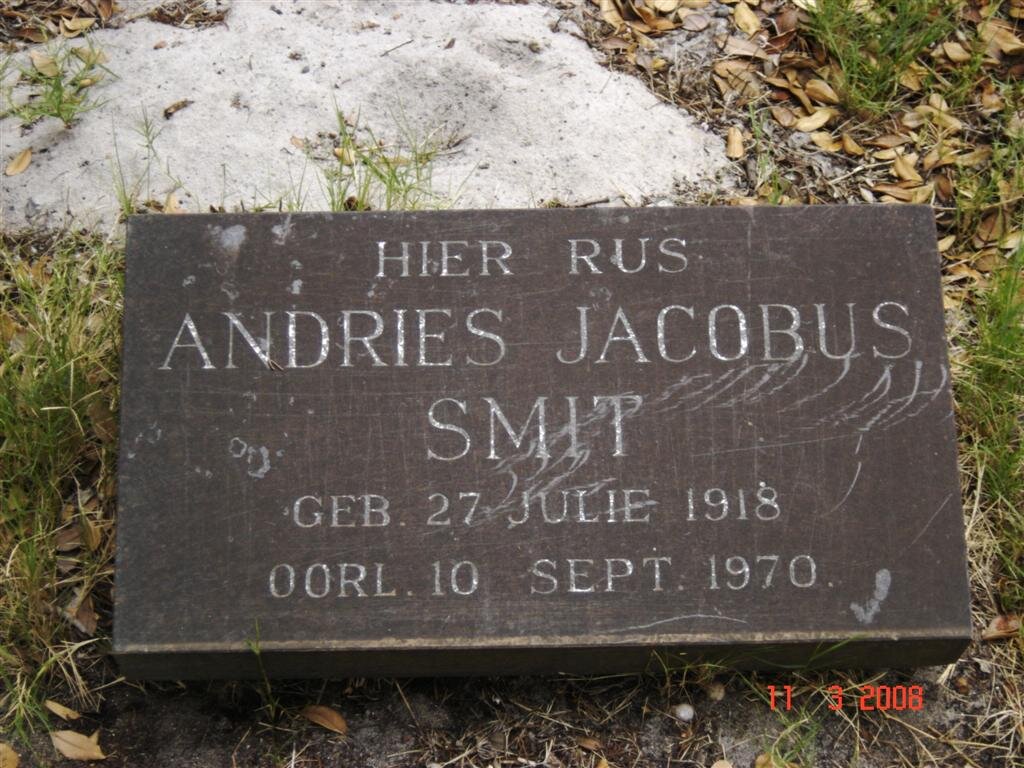 HIER RUS
ANDRIES JACOBUS
SMIT
GEB. 27 JULIE 1918
OORL. 10 SEPT. 1970.
11 3 2008